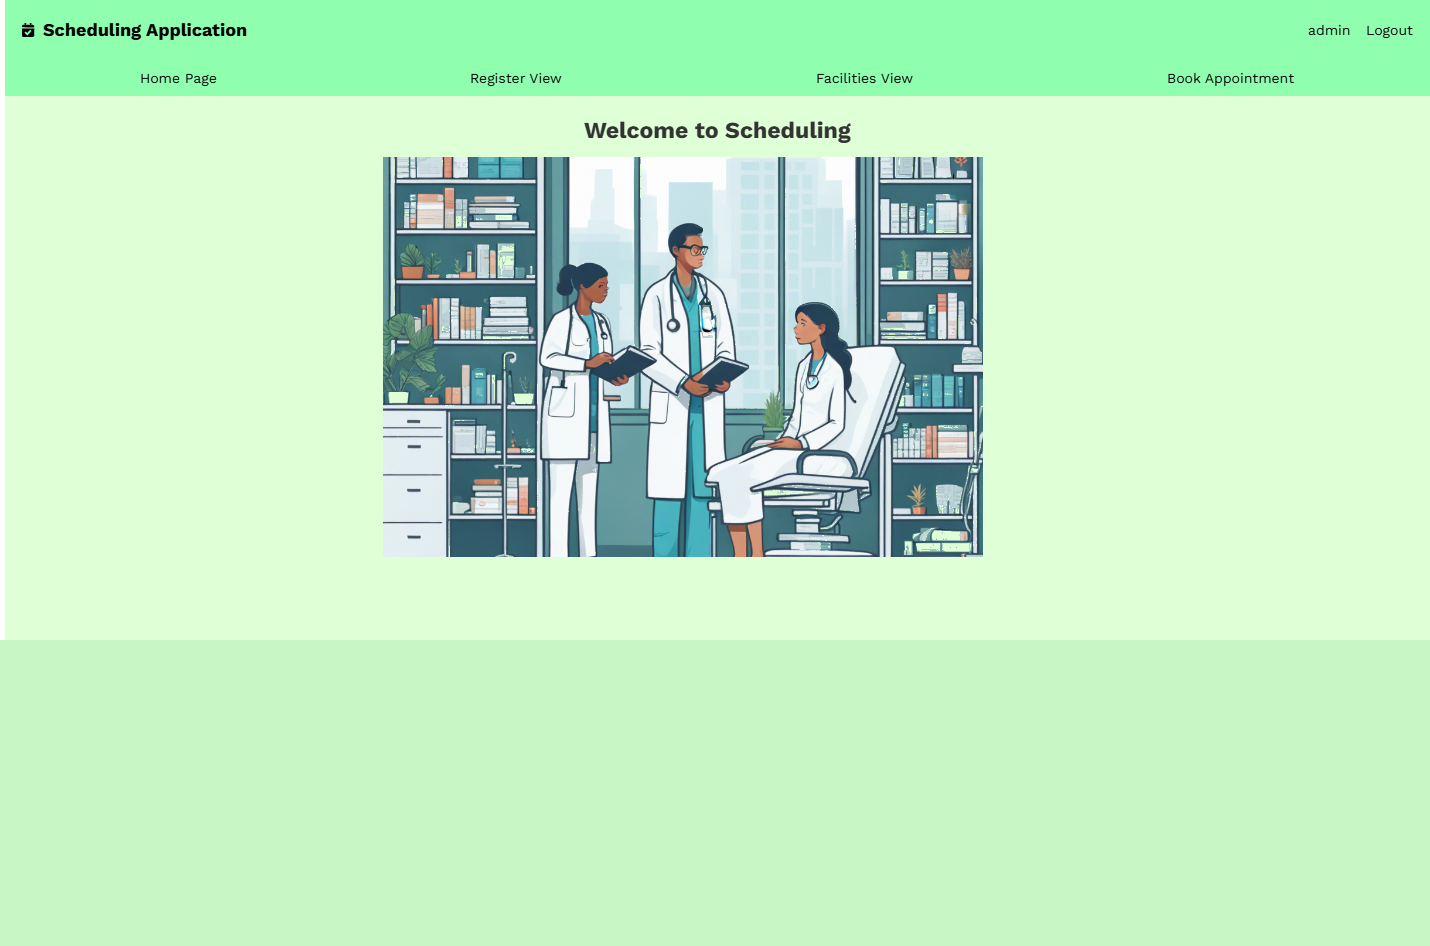 Scheduling Application
admin Logout
Home Page Register View Facilities View Book Appointment
Welcome to Scheduling